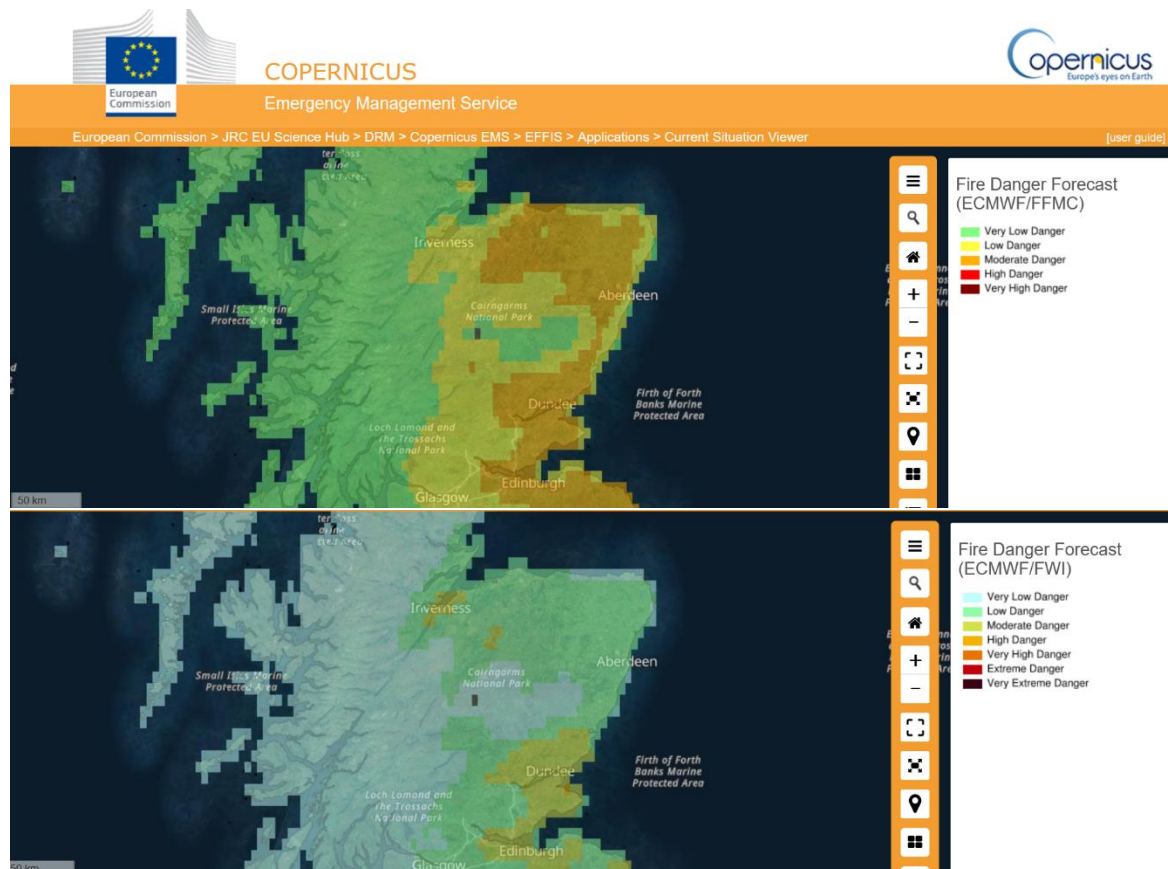 European
Commission
COPERNICUS
Emergency Management Service
Copernicus
Europe's eyes on Earth
European Commission > JRC EU Science Hub > DRM > Copernicus EMS > EFFIS > Applications > Current Situation Viewer
[user guide]
Inverness
Cairngorms
National Park
Aberdeen
Small Isles Marine
Protected Area
Dundee
Firth of Forth
Banks Marine
Protected Area
Loch Lomond and
The Trossachs
National Park
Edinburgh
Glasgow
50 km
Fire Danger Forecast
(ECMWF/FFMC)
Very Low Danger
Low Danger
Moderate Danger
High Danger
Very High Danger
Inverness
Cairngorms
National Park
Aberdeen
Small Isles Marine
Protected Area
Dundee
Firth of Forth
Banks Marine
Protected Area
Loch Lomond and
The Trossachs
National Park
Edinburgh
Glasgow
50 km
Fire Danger Forecast
(ECMWF/FWI)
Very Low Danger
Low Danger
Moderate Danger
High Danger
Very High Danger
Extreme Danger
Very Extreme Danger